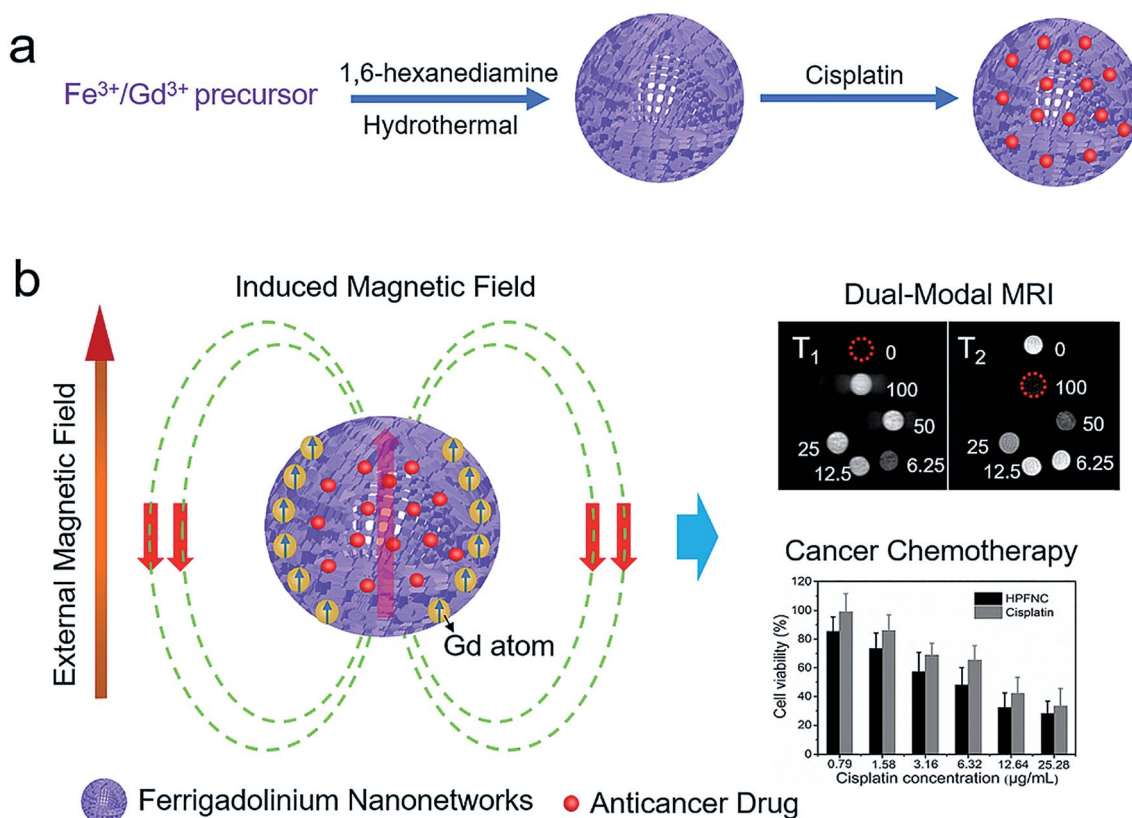 a
Fe³⁺/Gd³⁺ precursor
1,6-hexanediamine
Hydrothermal
Cisplatin
b
External Magnetic Field
Induced Magnetic Field
Gd atom
Dual-Modal MRI
T₁
0
100
50
25
12.5
6.25
T₂
0
100
50
25
12.5
6.25
Cancer Chemotherapy
HPFNC
Cisplatin
Cell viability (%)
120
100
80
60
40
20
0
0.79 1.58 3.16 6.32 12.64 25.28
Cisplatin concentration (μg/mL)
Ferrigadolinium Nanonetworks
Anticancer Drug